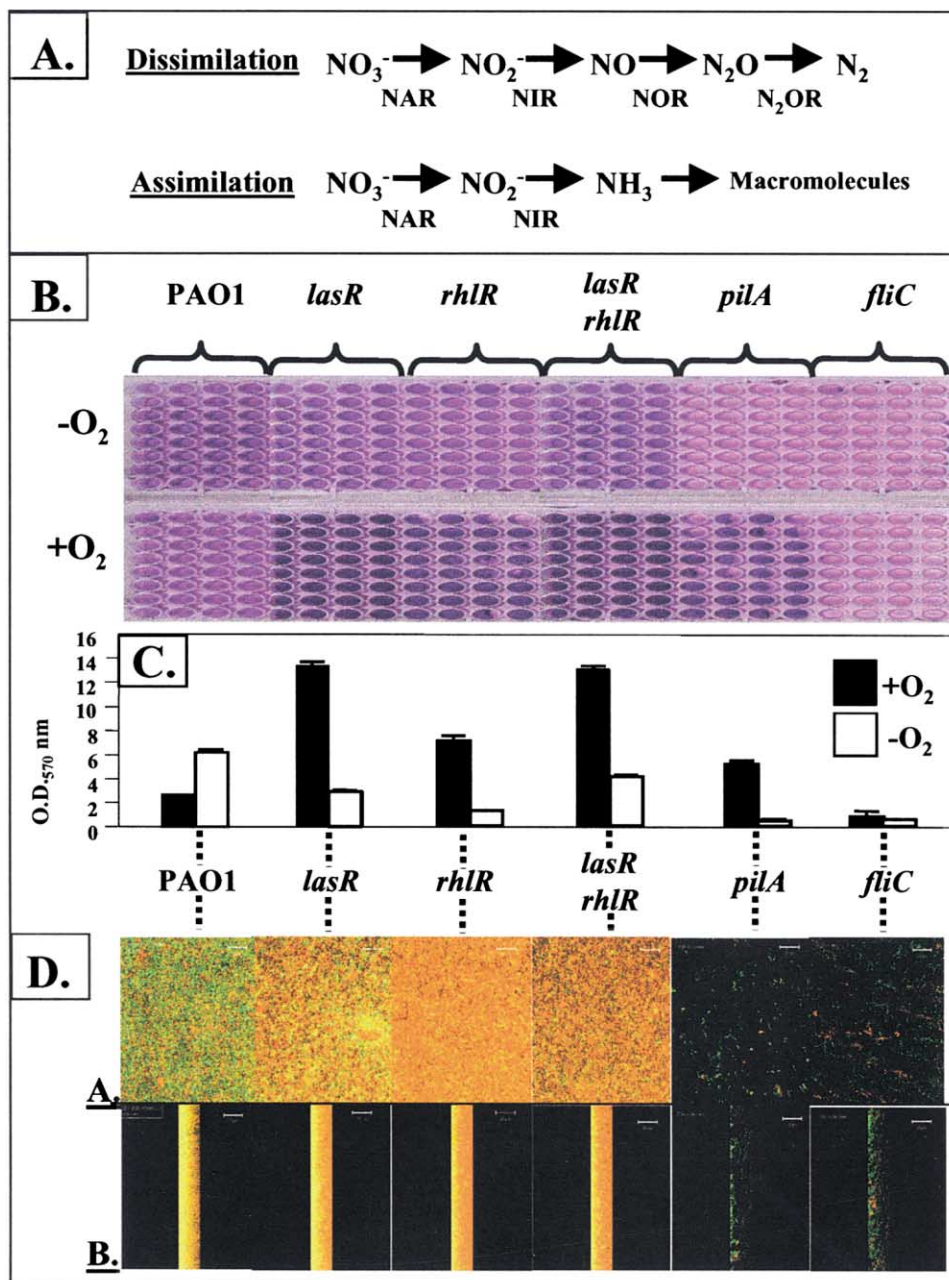 A.
Dissimilation NO₃⁻ NO₂⁻ NO N₂O N₂
NAR NIR NOR N₂OR
Assimilation NO₃⁻ NO₂⁻ NH₃ Macromolecules
NAR NIR
B.
PAO1 lasR rhlR lasR rhlR pilA fliC
-O₂
+O₂
C.
16
14
12
10
8
6
4
2
0
O.D.₅₇₀ nm
+O₂
-O₂
PAO1 lasR rhlR lasR rhlR pilA fliC
D.
A.
B.